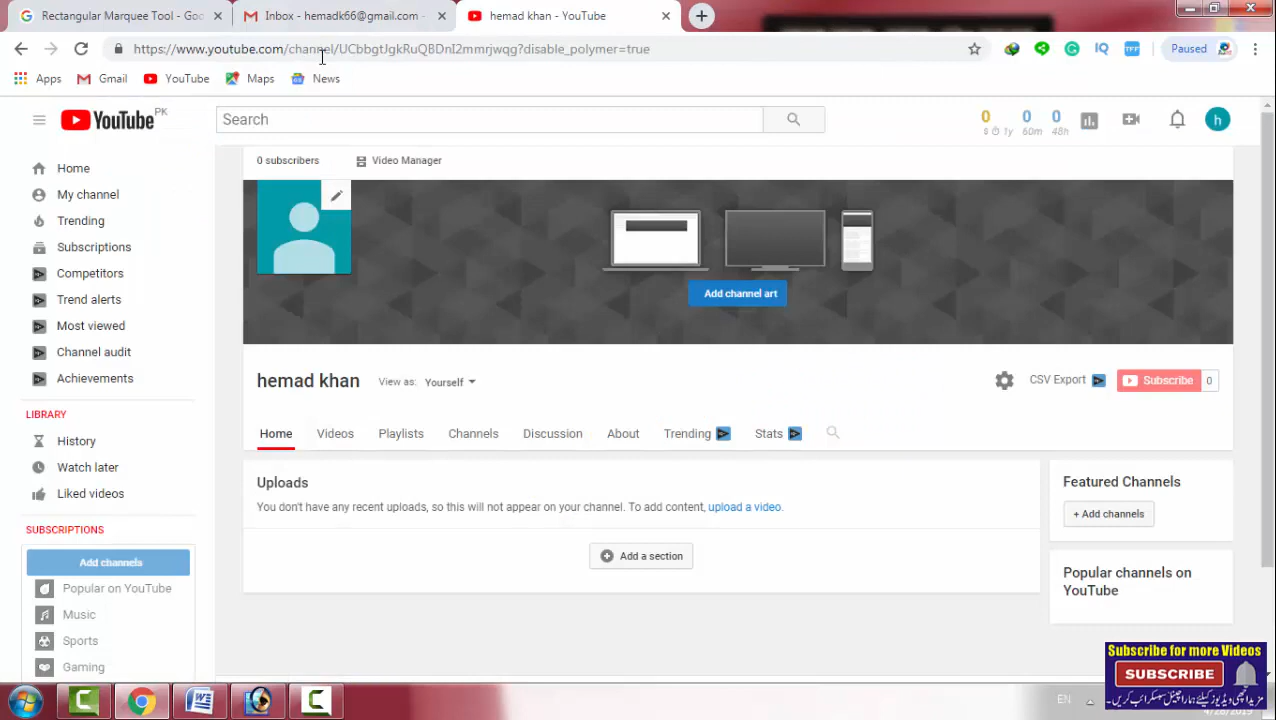 Rectangular Marquee Tool - Goo
Inbox - hemadk66@gmail.com -
hemad khan - YouTube
https://www.youtube.com/channel/
CbbgtJgkRuQBDnI2mmrjwqg?disable_polymer=true
Paused
Apps
Gmail
YouTube
Maps
News
YouTube PK
Search
0
0
0
1y
60m
48h
h
Home
My channel
Trending
Subscriptions
Competitors
Trend alerts
Most viewed
Channel audit
Achievements
LIBRARY
History
Watch later
Liked videos
SUBSCRIPTIONS
Add channels
Popular on YouTube
Music
Sports
Gaming
0 subscribers
Video Manager
Add channel art
hemad khan
View as: Yourself
CSV Export
Subscribe 0
Home
Videos
Playlists
Channels
Discussion
About
Trending
Stats
Uploads
You don't have any recent uploads, so this will not appear on your channel. To add content, upload a video.
Add a section
Featured Channels
+ Add channels
Popular channels on
YouTube
Subscribe for more Videos
SUBSCRIBE
EN